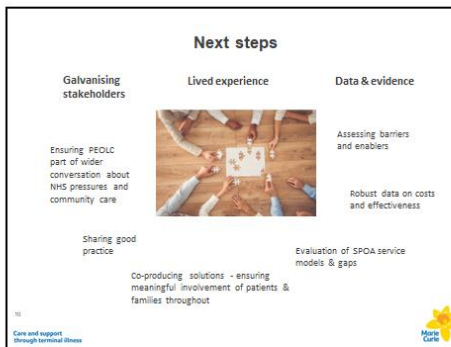 Next steps
Galvanising
stakeholders
Lived experience
Data & evidence
Ensuring PEOLC
part of wider
conversation about
NHS pressures and
community care
Assessing barriers
and enablers
Robust data on costs
and effectiveness
Sharing good
practice
Evaluation of SPOA service
models & gaps
Co-producing solutions - ensuring
meaningful involvement of patients &
families throughout
Care and support
through terminal illness
Marie
Curie